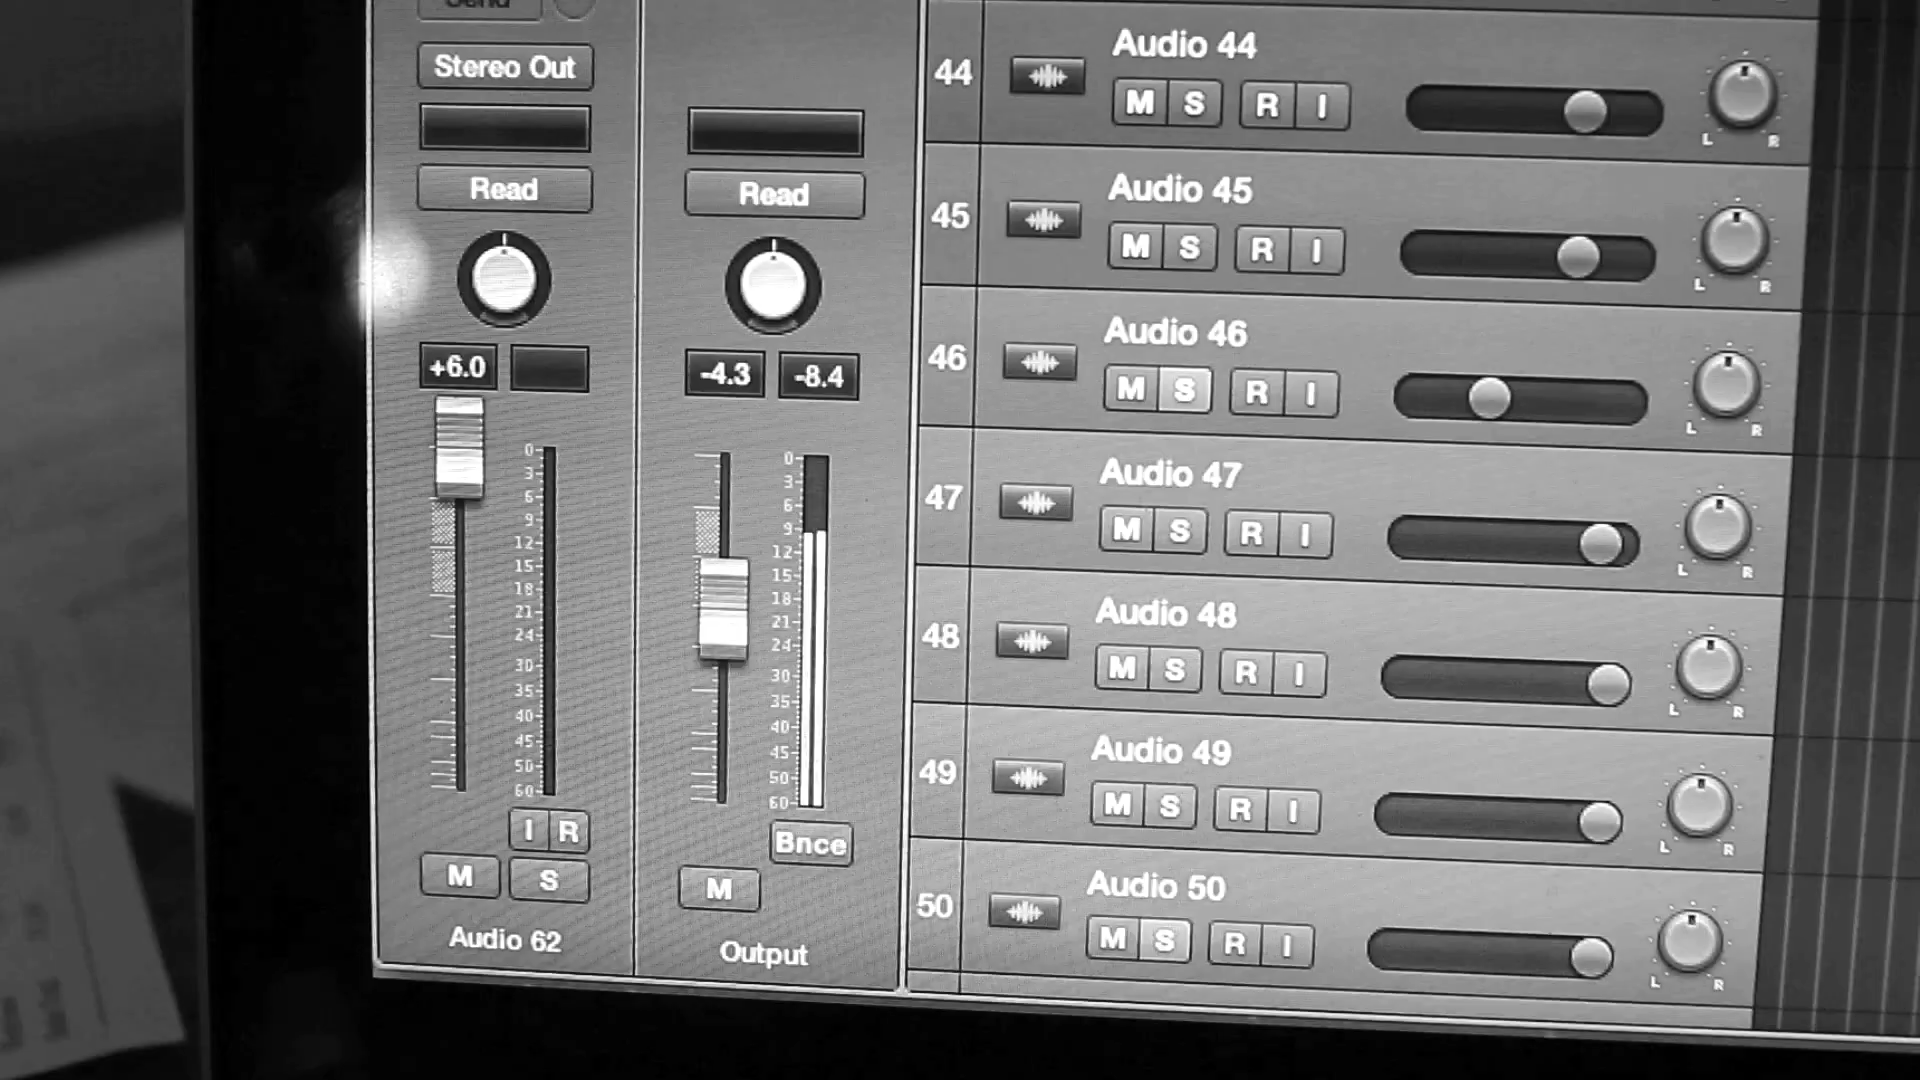 Send
Stereo Out
Read
+6.0
0
3
6
9
12
15
18
21
24
30
35
40
45
50
60
I R
M S
Audio 62
Read
-4.3 -8.4
0
3
6
9
12
15
18
21
24
30
35
40
45
50
60
Bnce
M
Output
44 Audio 44
M S R I L R
45 Audio 45
M S R I L R
46 Audio 46
M S R I L R
47 Audio 47
M S R I L R
48 Audio 48
M S R I L R
49 Audio 49
M S R I L R
50 Audio 50
M S R I L R